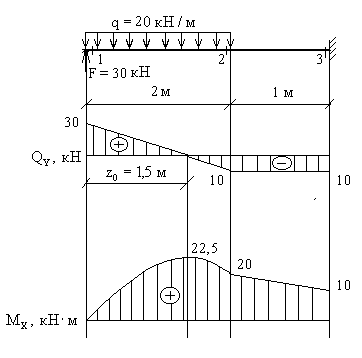 q = 20 кН / м
1 2 3
F = 30 кН
2 м 1 м
30
+ −
Q_Y , кН
z₀ = 1,5 м
10 10
22,5
20
10
+
M_X , кН· м